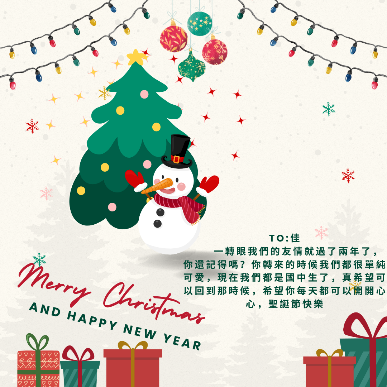 TO:佳
一轉眼我們的友情就過了兩年了，
你還記得嗎？你轉來的時候我們都很單純
可愛，現在我們都是國中生了，真希望可
以回到那時候，希望你每天都可以開開心
心，聖誕節快樂
Merry Christmas
AND HAPPY NEW YEAR